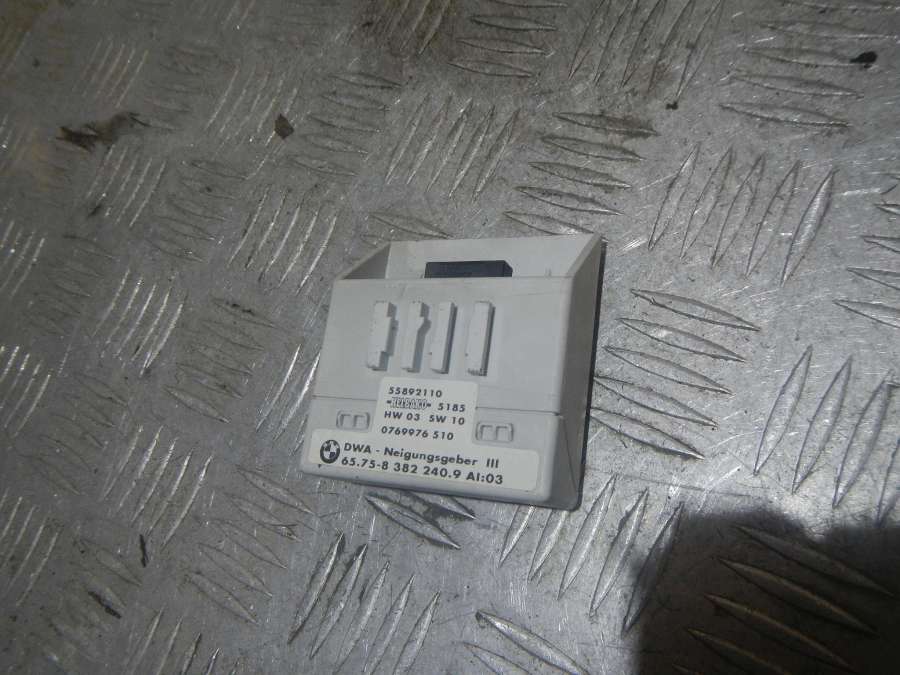 55892110
HELBAKO 5185
HW 03 SW 10
0769976 510
DWA - Neigungsgeber III
65.75-8 382 240.9 AI:03